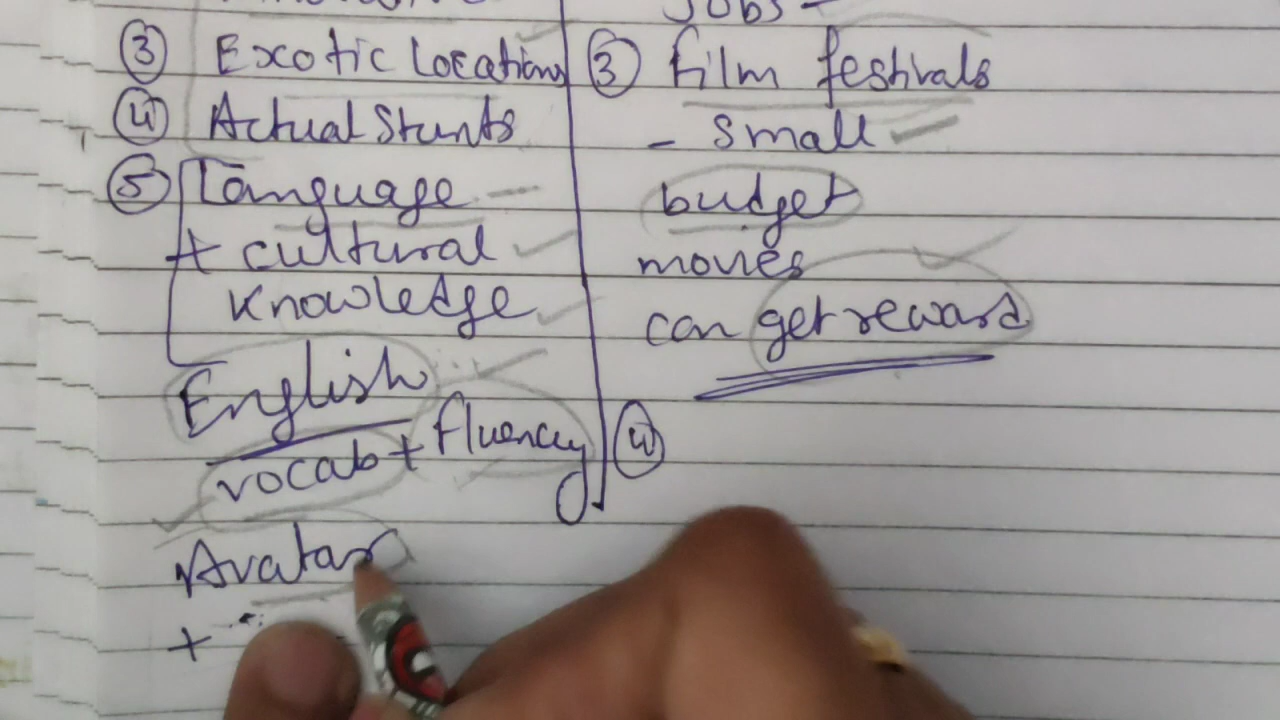 ③ Exotic Locations
④ Actual Stunts
⑤ Language -
+ cultural
Knowledge
English
vocab + fluency
Avatar
+
Jobs -
③ film festivals
- small
budget
movies
can get reward
④